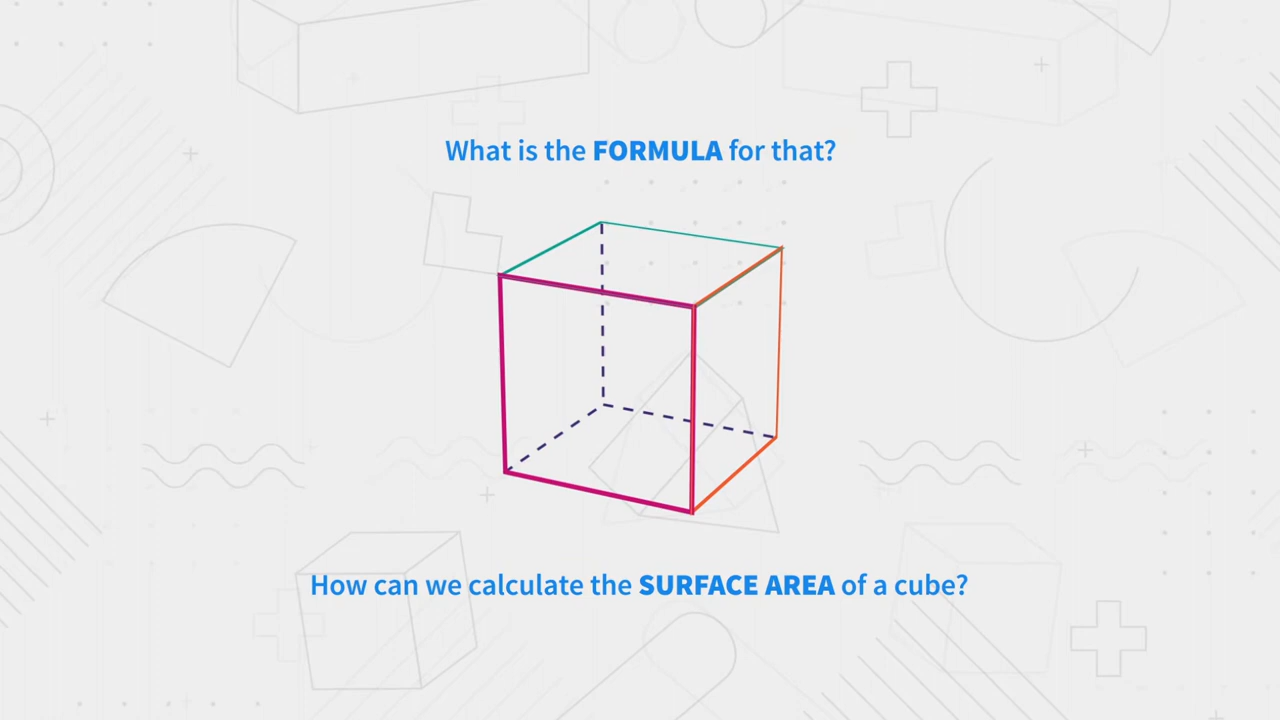 What is the FORMULA for that?
How can we calculate the SURFACE AREA of a cube?